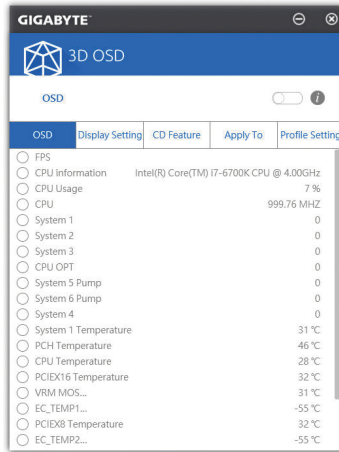 GIGABYTE™
3D OSD
OSD
OSD Display Setting CD Feature Apply To Profile Setting
FPS
CPU Information Intel(R) Core(TM) I7-6700K CPU @ 4.00GHz
CPU Usage 7 %
CPU 999.76 MHZ
System 1 0
System 2 0
System 3 0
CPU OPT 0
System 5 Pump 0
System 6 Pump 0
System 4 0
System 1 Temperature 31 °C
PCH Temperature 46 °C
CPU Temperature 28 °C
PCIEX16 Temperature 32 °C
VRM MOS... 31 °C
EC_TEMP1... -55 °C
PCIEX8 Temperature 32 °C
EC_TEMP2... -55 °C